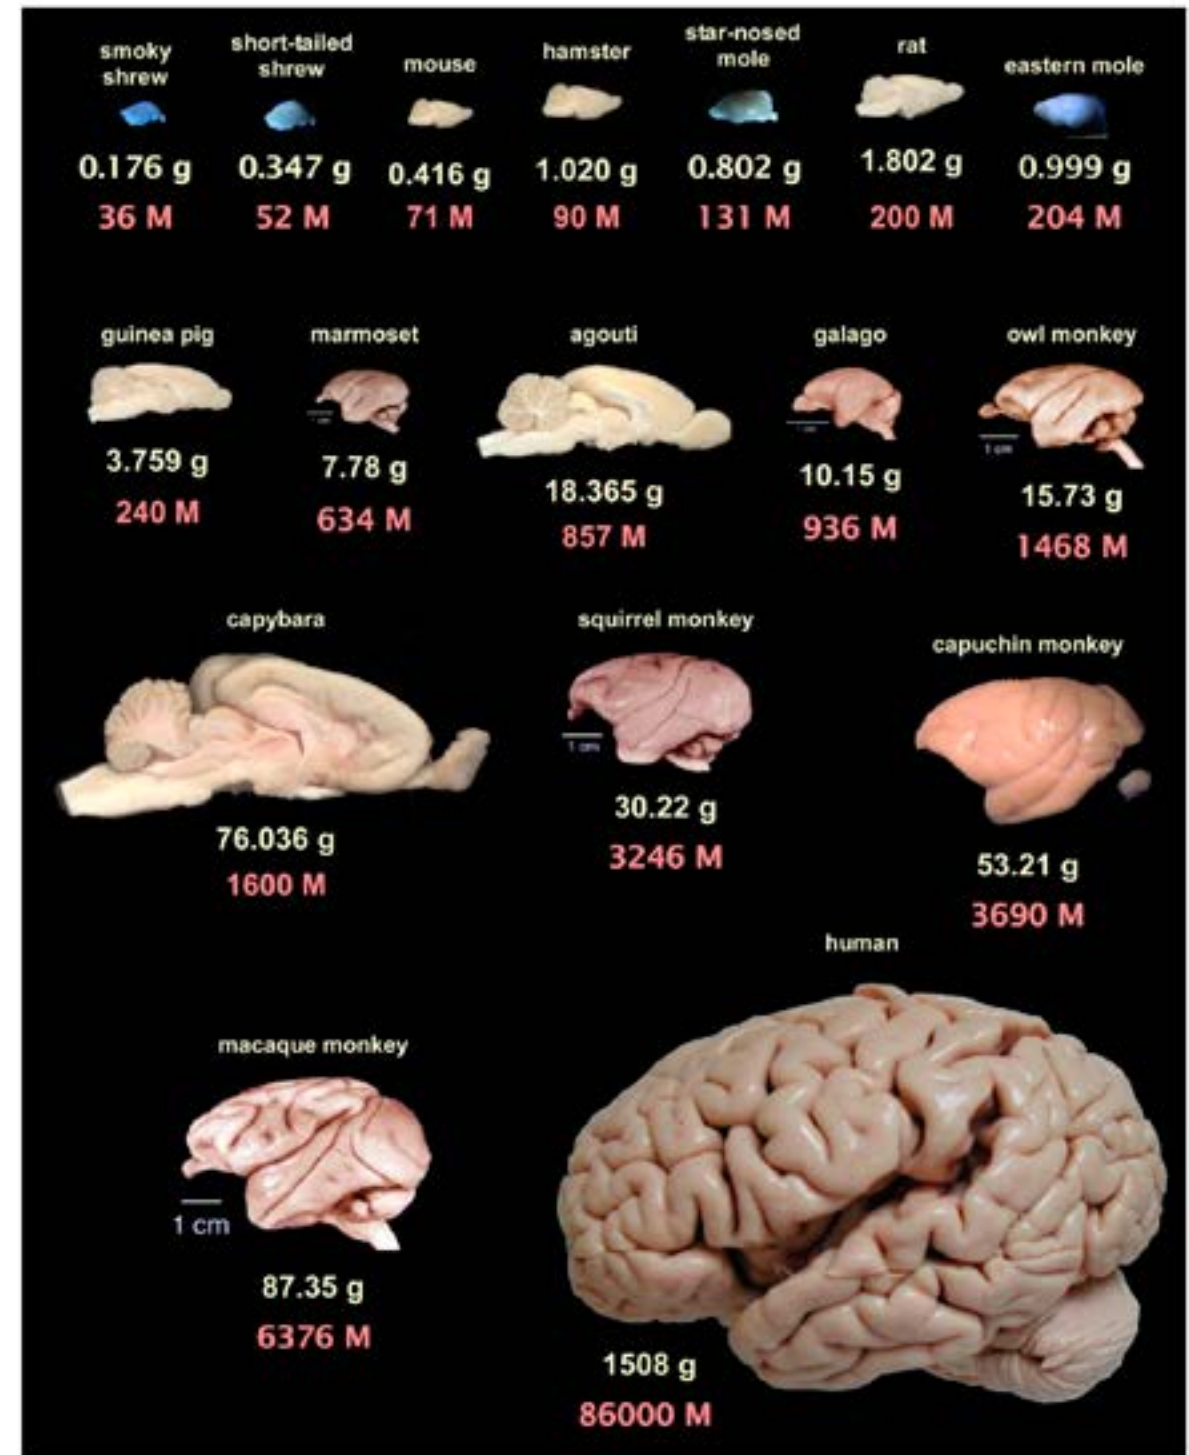 smoky
shrew
short-tailed
shrew
mouse
hamster
star-nosed
mole
rat
eastern mole
0.176 g
0.347 g
0.416 g
1.020 g
0.802 g
1.802 g
0.999 g
36 M
52 M
71 M
90 M
131 M
200 M
204 M
guinea pig
marmoset
agouti
galago
owl monkey
1 cm
3.759 g
7.78 g
18.365 g
10.15 g
15.73 g
240 M
634 M
857 M
936 M
1468 M
capybara
squirrel monkey
capuchin monkey
1 cm
76.036 g
30.22 g
53.21 g
1600 M
3246 M
3690 M
human
macaque monkey
1 cm
87.35 g
6376 M
1508 g
86000 M